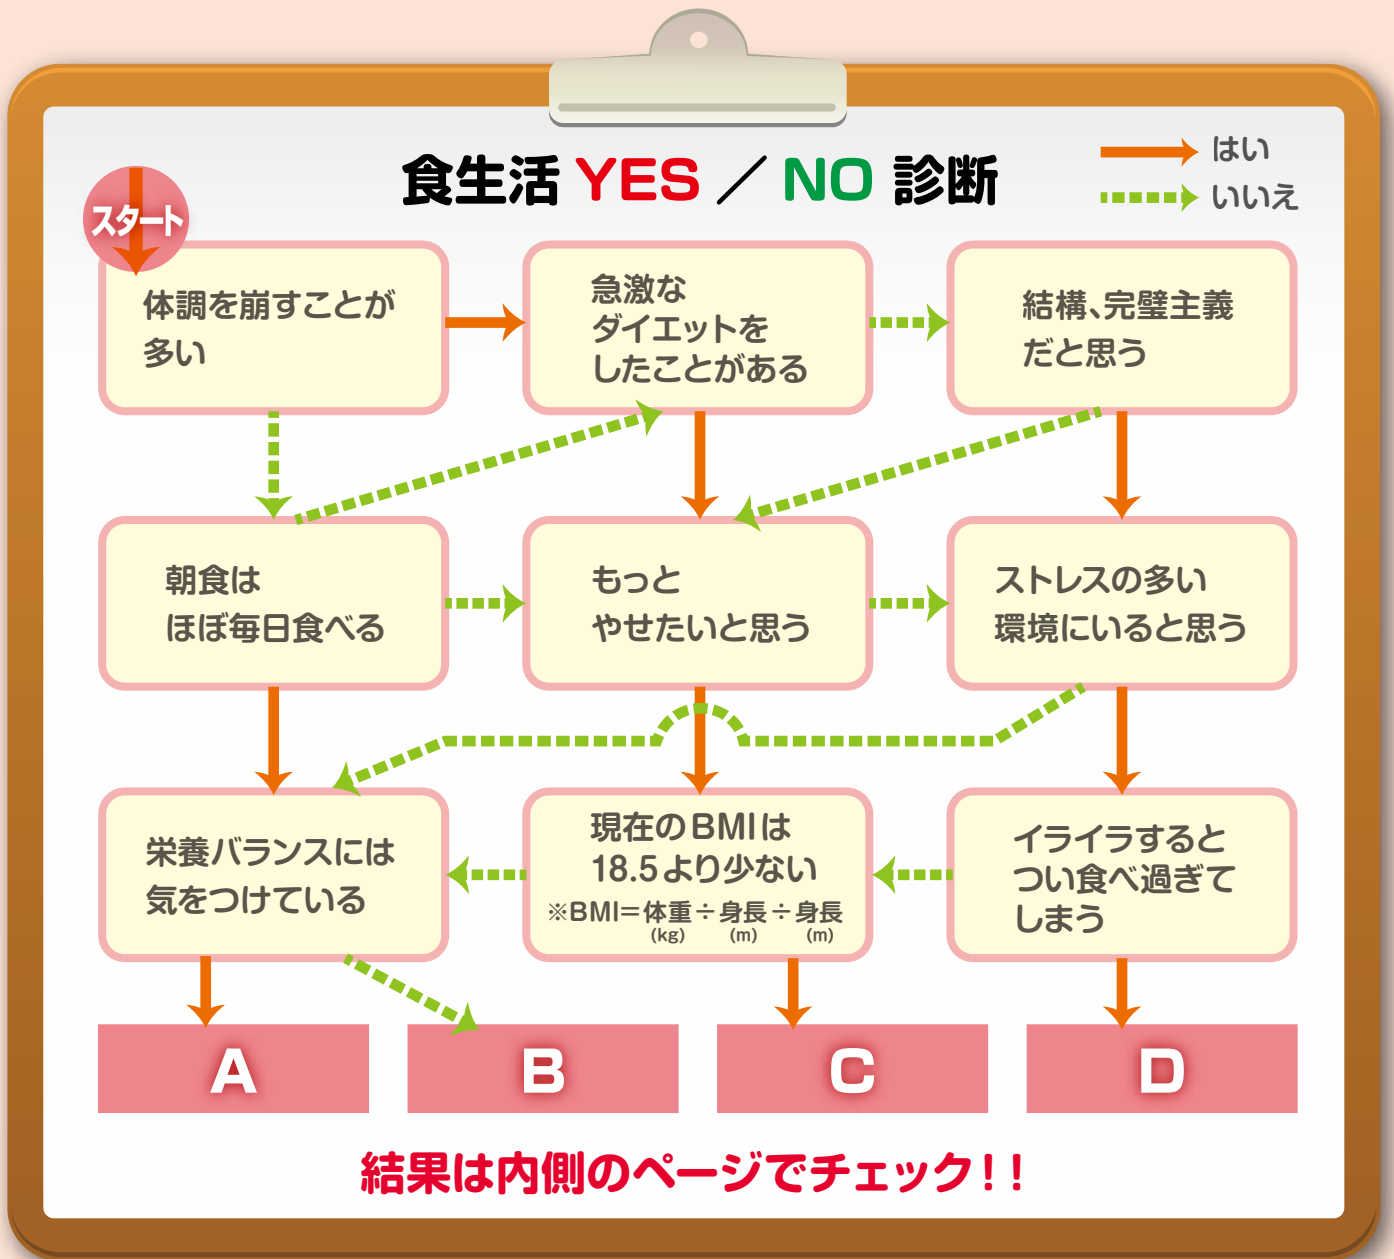 食生活 YES ／ NO 診断
はい
いいえ
スタート
体調を崩すことが
多い
急激な
ダイエットを
したことがある
結構、完璧主義
だと思う
朝食は
ほぼ毎日食べる
もっと
やせたいと思う
ストレスの多い
環境にいると思う
栄養バランスには
気をつけている
現在のBMIは
18.5より少ない
※BMI＝体重÷身長÷身長
(kg) (m) (m)
イライラすると
つい食べ過ぎて
しまう
A
B
C
D
結果は内側のページでチェック！！